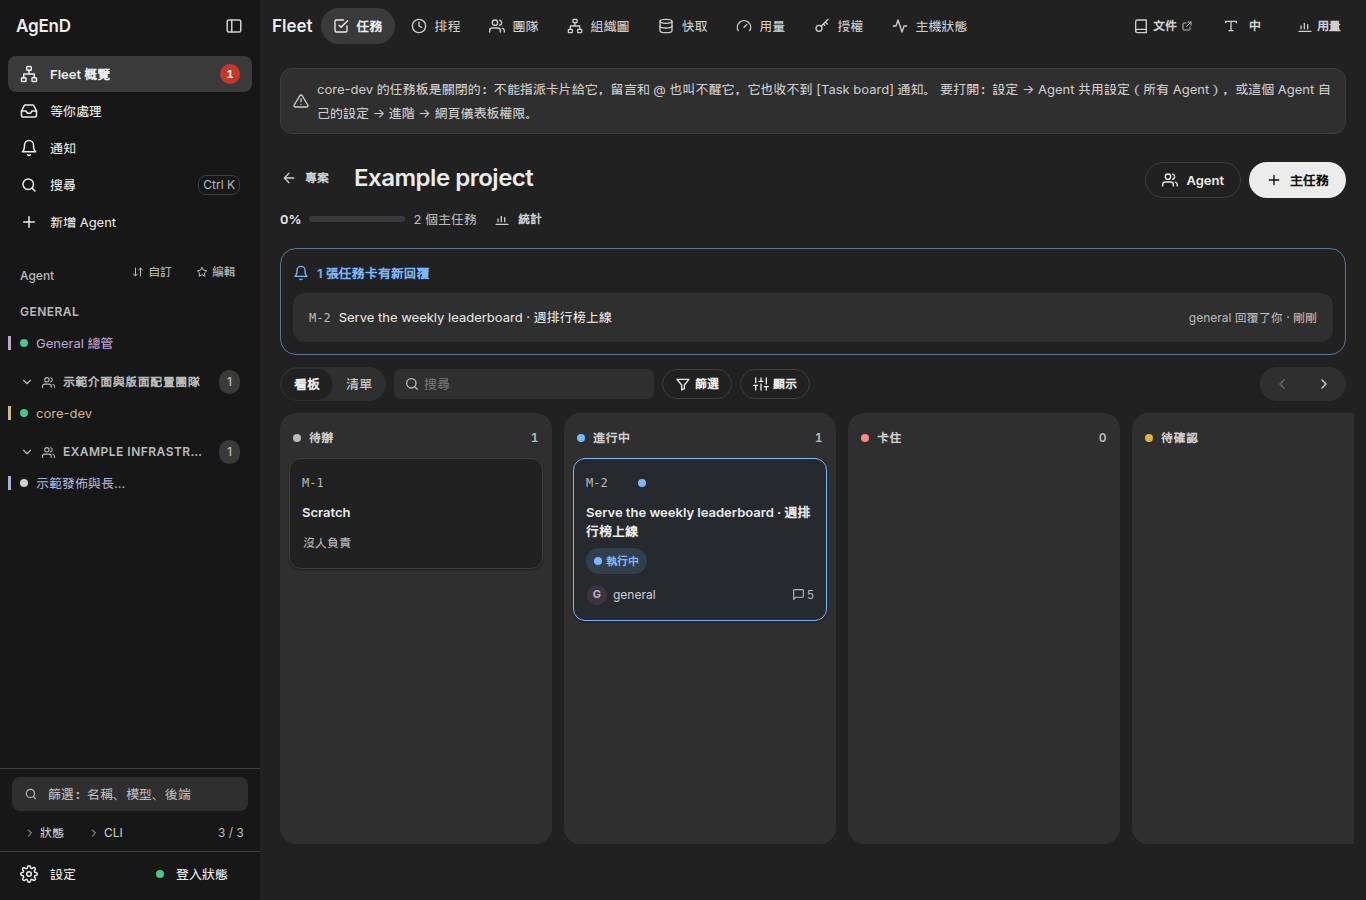 AgEnD
Fleet 概覽 1
等你處理
通知
搜尋 Ctrl K
新增 Agent
Agent 自訂 編輯
GENERAL
General 總管
示範介面與版面配置團隊 1
core-dev
EXAMPLE INFRASTR... 1
示範發佈與長...
篩選：名稱、模型、後端
狀態 CLI 3 / 3
設定 登入狀態
Fleet 任務 排程 團隊 組織圖 快取 用量 授權 主機狀態 文件 中 用量
core-dev 的任務板是關閉的：不能指派卡片給它，留言和 @ 也叫不醒它，它也收不到 [Task board] 通知。 要打開：設定 → Agent 共用設定（所有 Agent），或這個 Agent 自
己的設定 → 進階 → 網頁儀表板權限。
專案 Example project Agent 主任務
0% 2 個主任務 統計
1 張任務卡有新回覆
M-2 Serve the weekly leaderboard · 週排行榜上線 general 回覆了你 · 剛剛
看板 清單 搜尋 篩選 顯示
待辦 1
M-1
Scratch
沒人負責
進行中 1
M-2
Serve the weekly leaderboard · 週排
行榜上線
執行中
G general 5
卡住 0
待確認